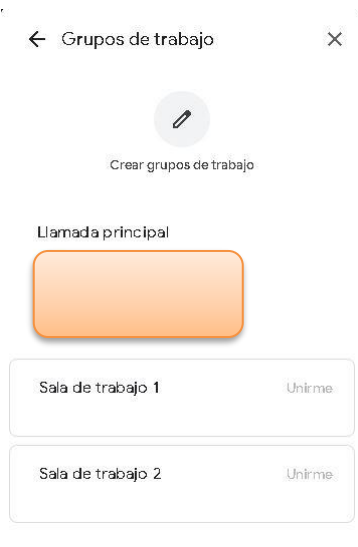 Grupos de trabajo
Crear grupos de trabajo
Llamada principal
Sala de trabajo 1 Unirme
Sala de trabajo 2 Unirme